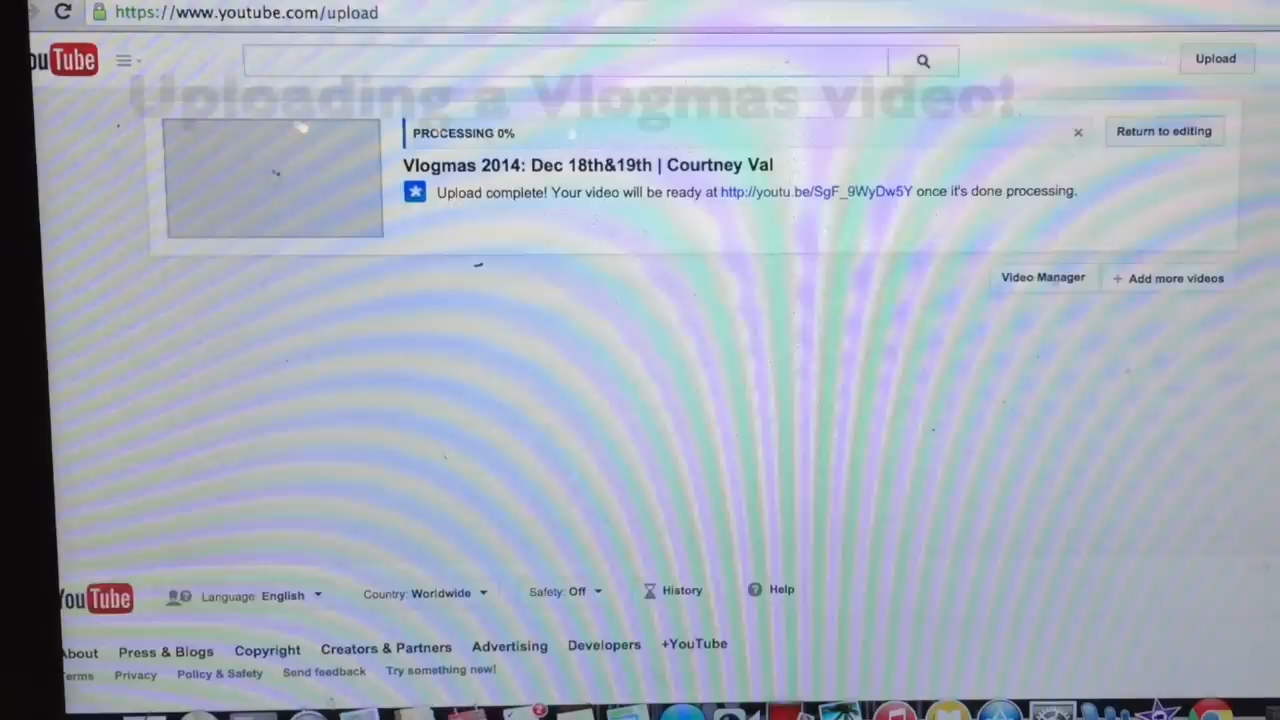 https://www.youtube.com/upload
ouTube
Upload
Uploading a Vlogmas video!
PROCESSING 0%
Return to editing
Vlogmas 2014: Dec 18th&19th | Courtney Val
Upload complete! Your video will be ready at http://youtu.be/SgF_9WyDw5Y once it's done processing.
Video Manager
+ Add more videos
YouTube
Language: English
Country: Worldwide
Safety: Off
History
Help
About Press & Blogs Copyright Creators & Partners Advertising Developers +YouTube
erms Privacy Policy & Safety Send feedback Try something new!
2